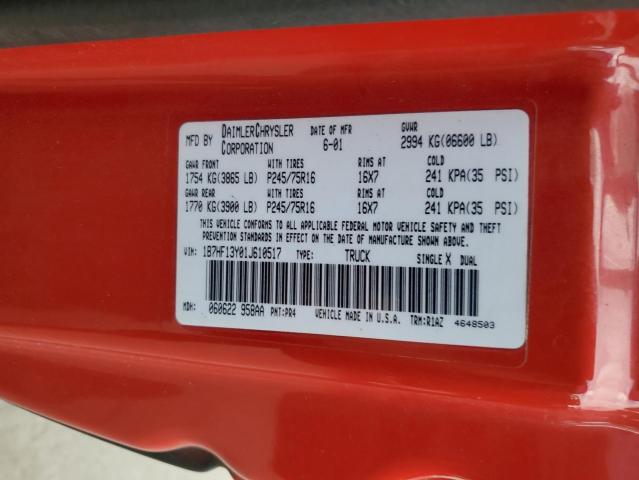 MFD BY DAIMLERCHRYSLER CORPORATION DATE OF MFR 6-01 GVWR 2994 KG(06600 LB)
GAWR FRONT WITH TIRES RIMS AT COLD
1754 KG(3865 LB) P245/75R16 16X7 241 KPA(35 PSI)
GAWR REAR WITH TIRES RIMS AT COLD
1770 KG(3900 LB) P245/75R16 16X7 241 KPA(35 PSI)
THIS VEHICLE CONFORMS TO ALL APPLICABLE FEDERAL MOTOR VEHICLE SAFETY AND THEFT
PREVENTION STANDARDS IN EFFECT ON THE DATE OF MANUFACTURE SHOWN ABOVE.
VIN: 1B7HF13Y01J610517 TYPE: TRUCK SINGLE X DUAL
MDH: 060622 958AA PNT:PR4 VEHICLE MADE IN U.S.A. TRM:R1AZ 4648503